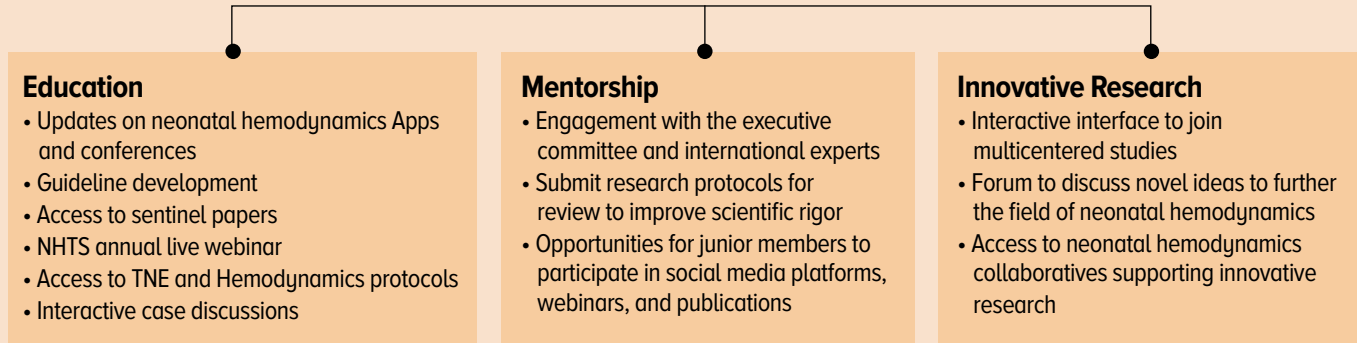 Education
• Updates on neonatal hemodynamics Apps
and conferences
• Guideline development
• Access to sentinel papers
• NHTS annual live webinar
• Access to TNE and Hemodynamics protocols
• Interactive case discussions
Mentorship
• Engagement with the executive
committee and international experts
• Submit research protocols for
review to improve scientific rigor
• Opportunities for junior members to
participate in social media platforms,
webinars, and publications
Innovative Research
• Interactive interface to join
multicentered studies
• Forum to discuss novel ideas to further
the field of neonatal hemodynamics
• Access to neonatal hemodynamics
collaboratives supporting innovative
research